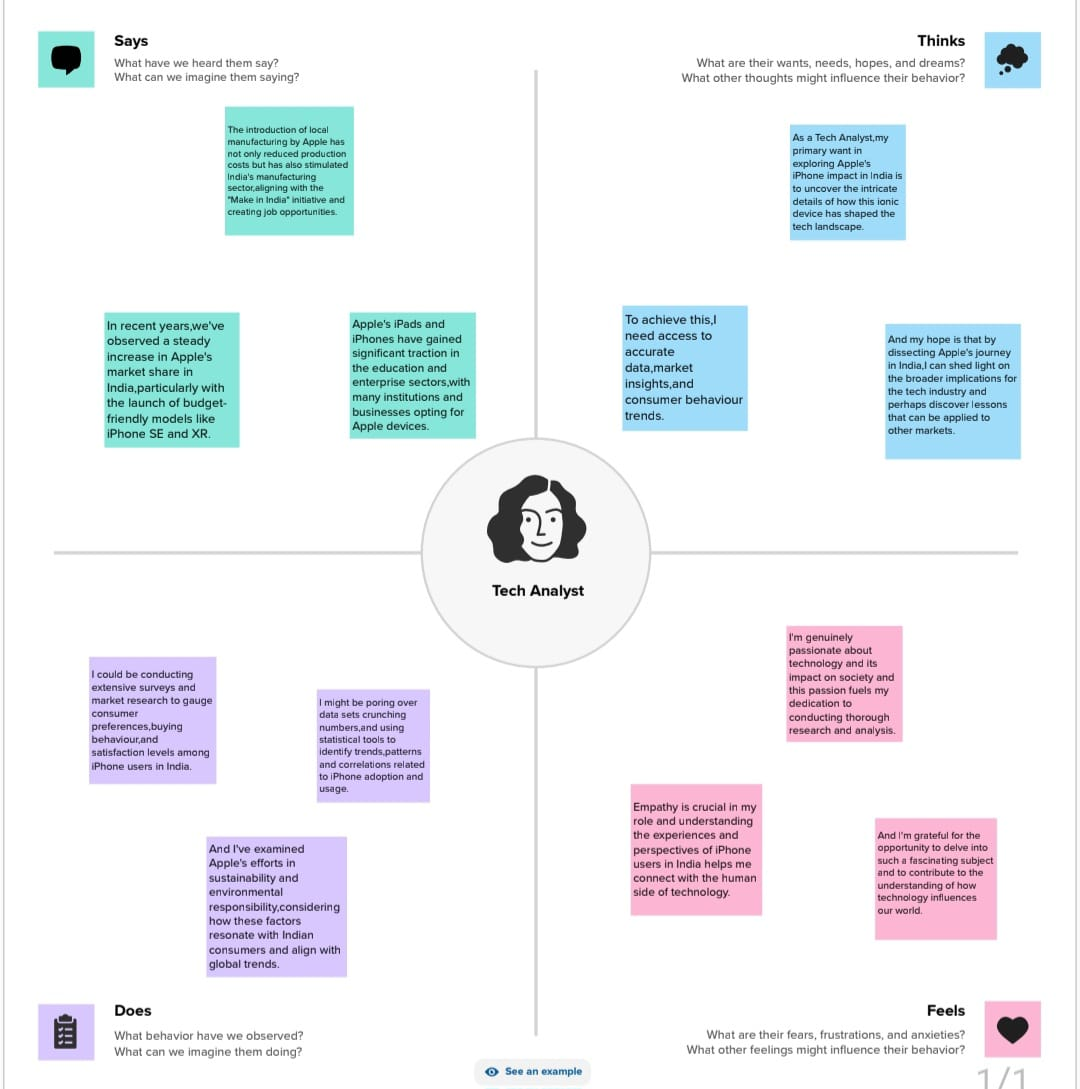 Says
What have we heard them say?
What can we imagine them saying?
The introduction of local
manufacturing by Apple has
not only reduced production
costs but has also stimulated
India's manufacturing
sector,aligning with the
"Make in India" initiative and
creating job opportunities.
In recent years,we've
observed a steady
increase in Apple's
market share in
India,particularly with
the launch of budget-
friendly models like
iPhone SE and XR.
Apple's iPads and
iPhones have gained
significant traction in
the education and
enterprise sectors,with
many institutions and
businesses opting for
Apple devices.
Thinks
What are their wants, needs, hopes, and dreams?
What other thoughts might influence their behavior?
As a Tech Analyst,my
primary want in
exploring Apple's
iPhone impact in India is
to uncover the intricate
details of how this ionic
device has shaped the
tech landscape.
To achieve this,I
need access to
accurate
data,market
insights,and
consumer behaviour
trends.
And my hope is that by
dissecting Apple's journey
in India,I can shed light on
the broader implications for
the tech industry and
perhaps discover lessons
that can be applied to
other markets.
Tech Analyst
I could be conducting
extensive surveys and
market research to gauge
consumer
preferences,buying
behaviour,and
satisfaction levels among
iPhone users in India.
I might be poring over
data sets crunching
numbers,and using
statistical tools to
identify trends,patterns
and correlations related
to iPhone adoption and
usage.
And I've examined
Apple's efforts in
sustainability and
environmental
responsibility,considering
how these factors
resonate with Indian
consumers and align with
global trends.
Does
What behavior have we observed?
What can we imagine them doing?
I'm genuinely
passionate about
technology and its
impact on society and
this passion fuels my
dedication to
conducting thorough
research and analysis.
Empathy is crucial in my
role and understanding
the experiences and
perspectives of iPhone
users in India helps me
connect with the human
side of technology.
And I'm grateful for the
opportunity to delve into
such a fascinating subject
and to contribute to the
understanding of how
technology influences
our world.
Feels
What are their fears, frustrations, and anxieties?
What other feelings might influence their behavior?
See an example
1/1